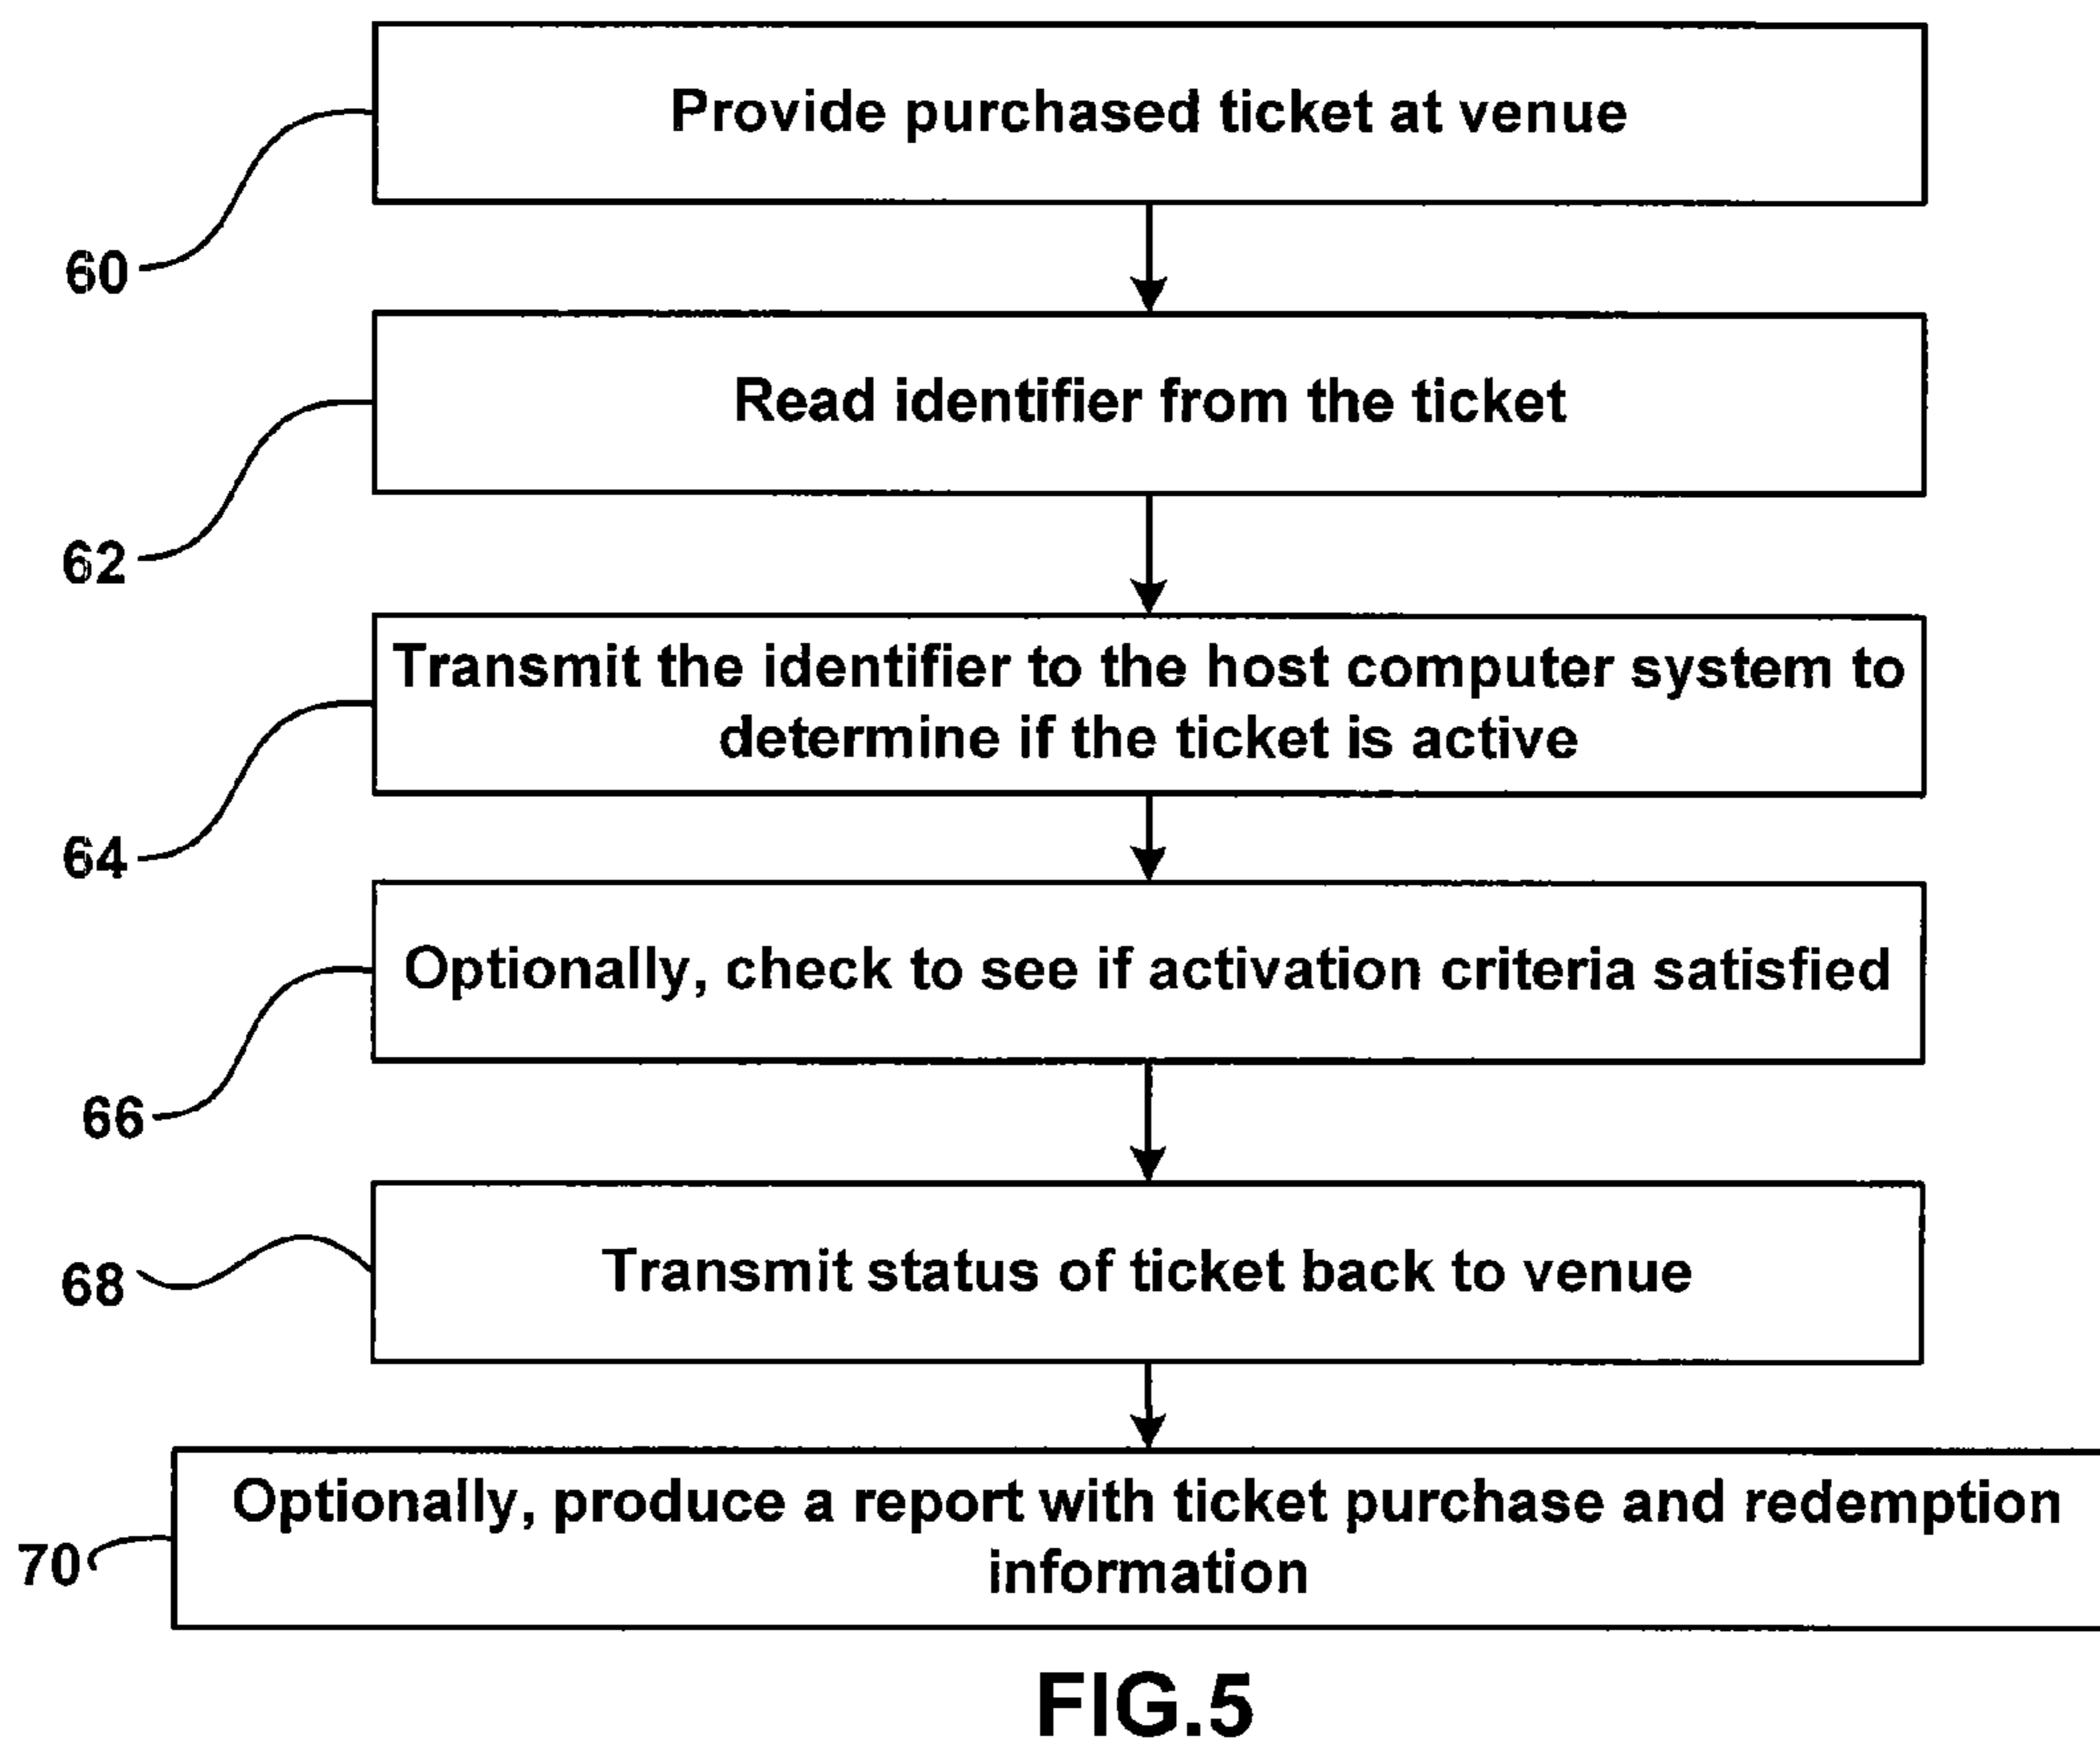 Provide purchased ticket at venue
60
Read identifier from the ticket
62
Transmit the identifier to the host computer system to
determine if the ticket is active
64
Optionally, check to see if activation criteria satisfied
66
Transmit status of ticket back to venue
68
Optionally, produce a report with ticket purchase and redemption
information
70
FIG.5